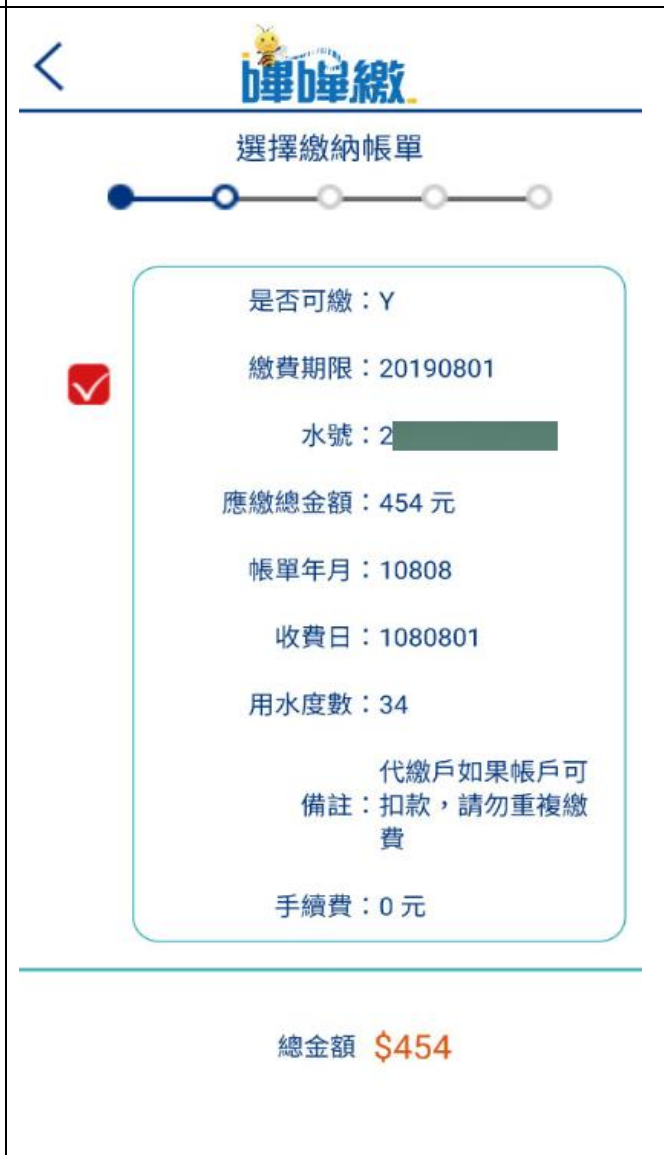 嗶嗶繳
選擇繳納帳單
是否可繳：Y
繳費期限：20190801
水號：2
應繳總金額：454 元
帳單年月：10808
收費日：1080801
用水度數：34
代繳戶如果帳戶可
備註：扣款，請勿重複繳
費
手續費：0 元
總金額 $454